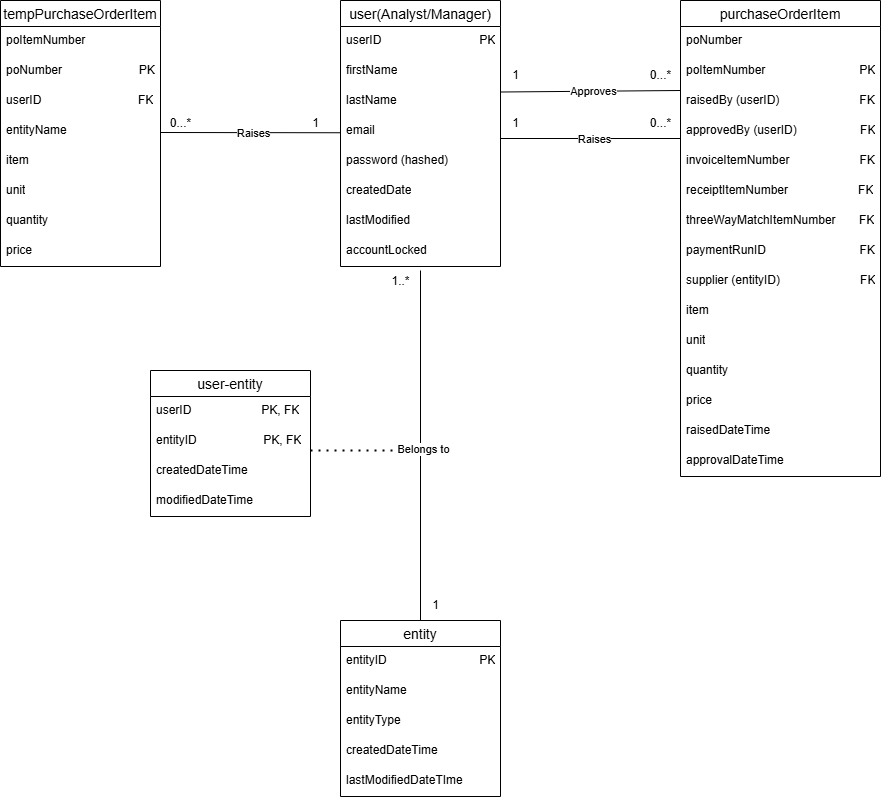 tempPurchaseOrderItem
poItemNumber
poNumber PK
userID FK
entityName
item
unit
quantity
price
user(Analyst/Manager)
userID PK
firstName
lastName
email
password (hashed)
createdDate
lastModified
accountLocked
purchaseOrderItem
poNumber
poItemNumber PK
raisedBy (userID) FK
approvedBy (userID) FK
invoiceItemNumber FK
receiptItemNumber FK
threeWayMatchItemNumber FK
paymentRunID FK
supplier (entityID) FK
item
unit
quantity
price
raisedDateTime
approvalDateTime
0...* Raises 1
1 Approves 0...*
1 Raises 0...*
1..*
Belongs to
1
user-entity
userID PK, FK
entityID PK, FK
createdDateTime
modifiedDateTime
entity
entityID PK
entityName
entityType
createdDateTime
lastModifiedDateTIme